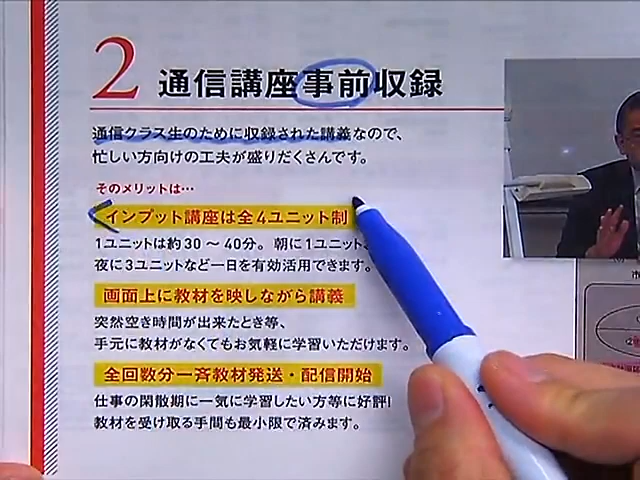 2 通信講座事前収録
通信クラス生のために収録された講義なので、
忙しい方向けの工夫が盛りだくさんです。
そのメリットは…
インプット講座は全4ユニット制
1ユニットは約30～40分。朝に1ユニット、
夜に3ユニットなど一日を有効活用できます。
画面上に教材を映しながら講義
突然空き時間が出来たとき等、
手元に教材がなくてもお気軽に学習いただけます。
全回数分一斉教材発送・配信開始
仕事の閑散期に一気に学習したい方等に好評!
教材を受け取る手間も最小限で済みます。